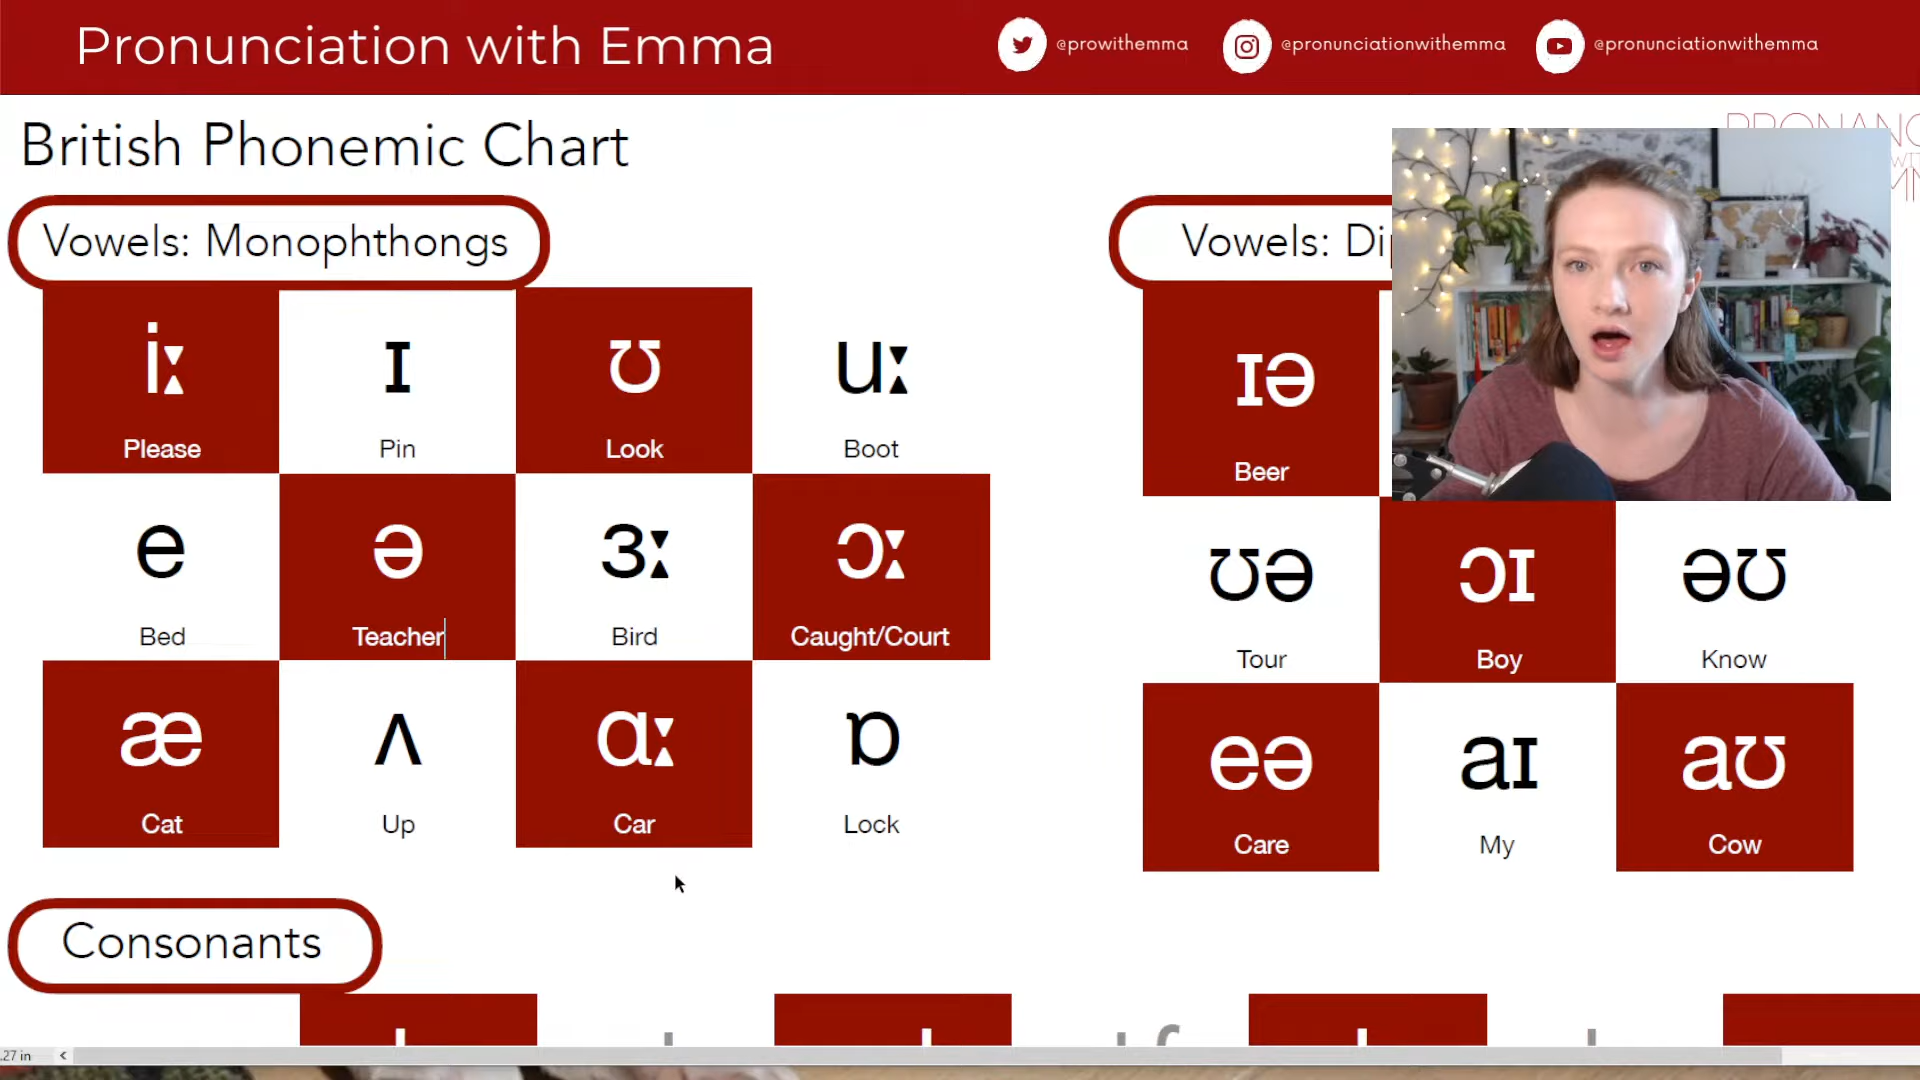 Pronunciation with Emma
@prowithemma
@pronunciationwithemma
@pronunciationwithemma
British Phonemic Chart
Vowels: Monophthongs
iː
ɪ
ʊ
uː
Please
Pin
Look
Boot
e
ə
ɜː
ɔː
Bed
Teacher
Bird
Caught/Court
æ
ʌ
ɑː
ɒ
Cat
Up
Car
Lock
Vowels:
ɪə
Beer
ʊə
ɔɪ
əʊ
Tour
Boy
Know
eə
aɪ
aʊ
Care
My
Cow
Consonants
.27 in